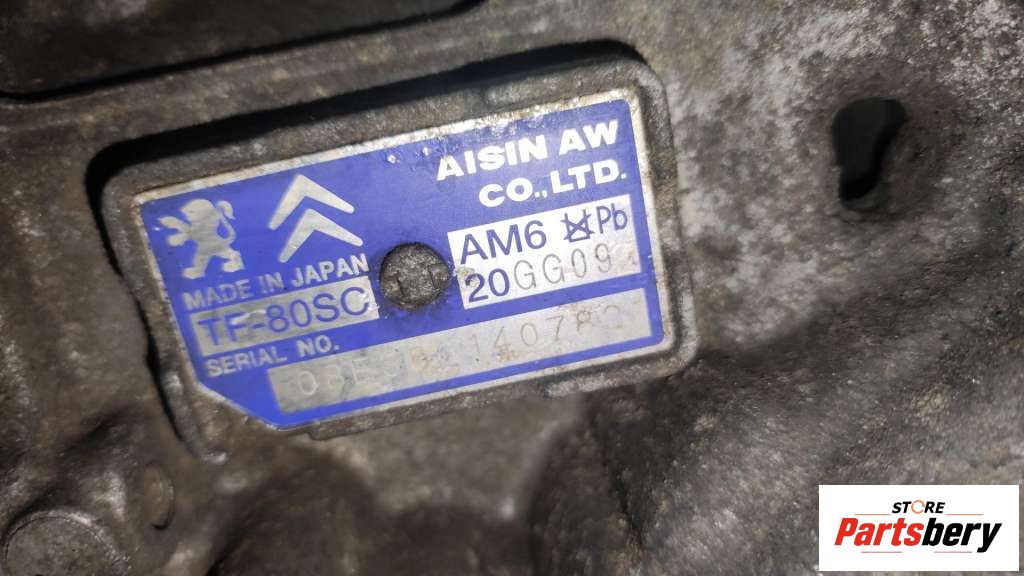 AISIN AW
CO.,LTD.
MADE IN JAPAN
AM6 Pb
TF-80SC
20GG09
SERIAL NO.
STORE
Partsbery